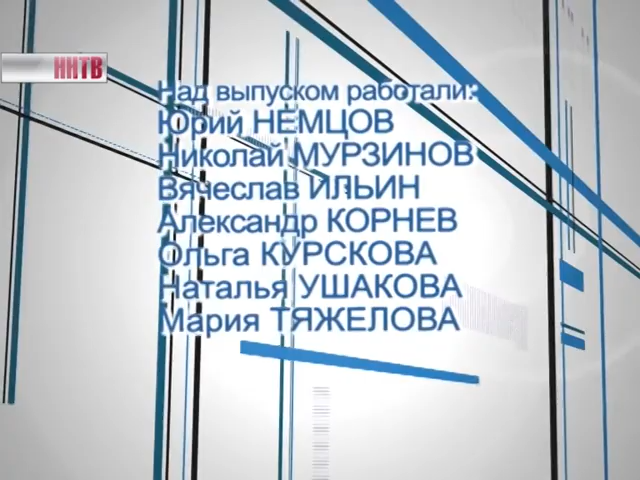 ННТВ
Над выпуском работали:
Юрий НЕМЦОВ
Николай МУРЗИНОВ
Вячеслав ИЛЬИН
Александр КОРНЕВ
Ольга КУРСКОВА
Наталья УШАКОВА
Мария ТЯЖЕЛОВА